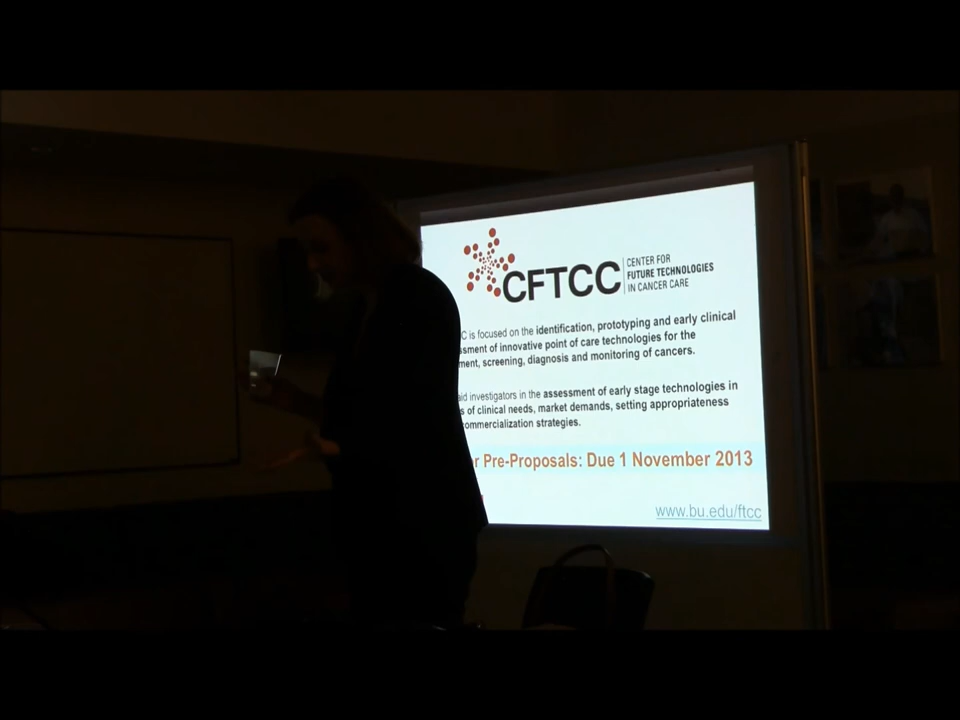 CFTCC
CENTER FOR
FUTURE TECHNOLOGIES
IN CANCER CARE
C is focused on the identification, prototyping and early clinical
sment of innovative point of care technologies for the
ment, screening, diagnosis and monitoring of cancers.
aid investigators in the assessment of early stage technologies in
s of clinical needs, market demands, setting appropriateness
ommercialization strategies.
r Pre-Proposals: Due 1 November 2013
www.bu.edu/ftcc